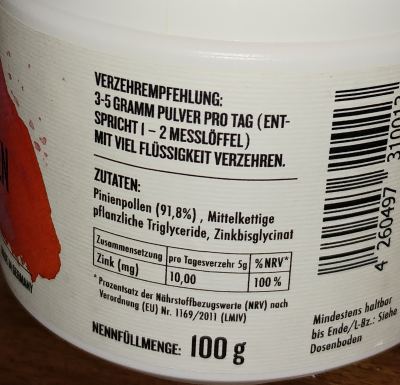 VERZEHREMPFEHLUNG:
3-5 GRAMM PULVER PRO TAG (ENT-
SPRICHT 1 – 2 MESSLÖFFEL)
MIT VIEL FLÜSSIGKEIT VERZEHREN.
ZUTATEN:
Pinienpollen (91,8%) , Mittelkettige
pflanzliche Triglyceride, Zinkbisglycinat
Zusammensetzung pro Tagesverzehr 5g %NRV*
Zink (mg) 10,00 100 %
* Prozentsatz der Nährstoffbezugswerte (NRV) nach
Verordnung (EU) Nr. 1169/2011 (LMIV)
NENNFÜLLMENGE: 100 g
4 260497 310012
Mindestens haltbar
bis Ende/L-Bz.: Siehe
Dosenboden
GERMANY